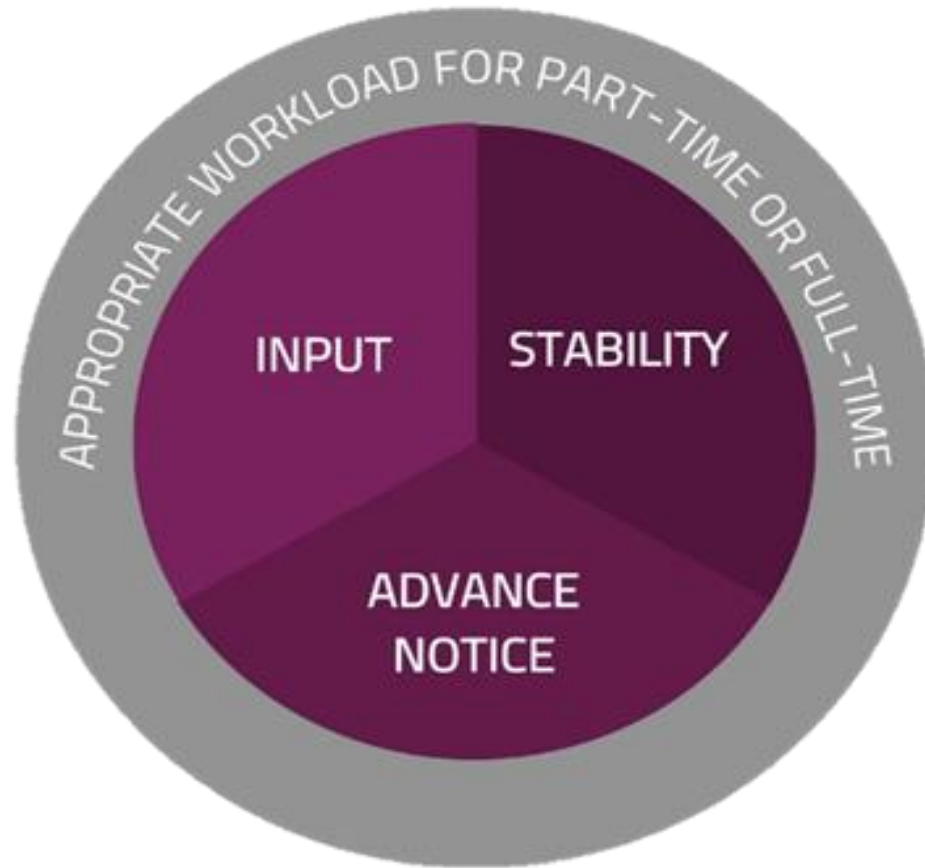 APPROPRIATE WORKLOAD FOR PART-TIME OR FULL-TIME
INPUT
STABILITY
ADVANCE
NOTICE